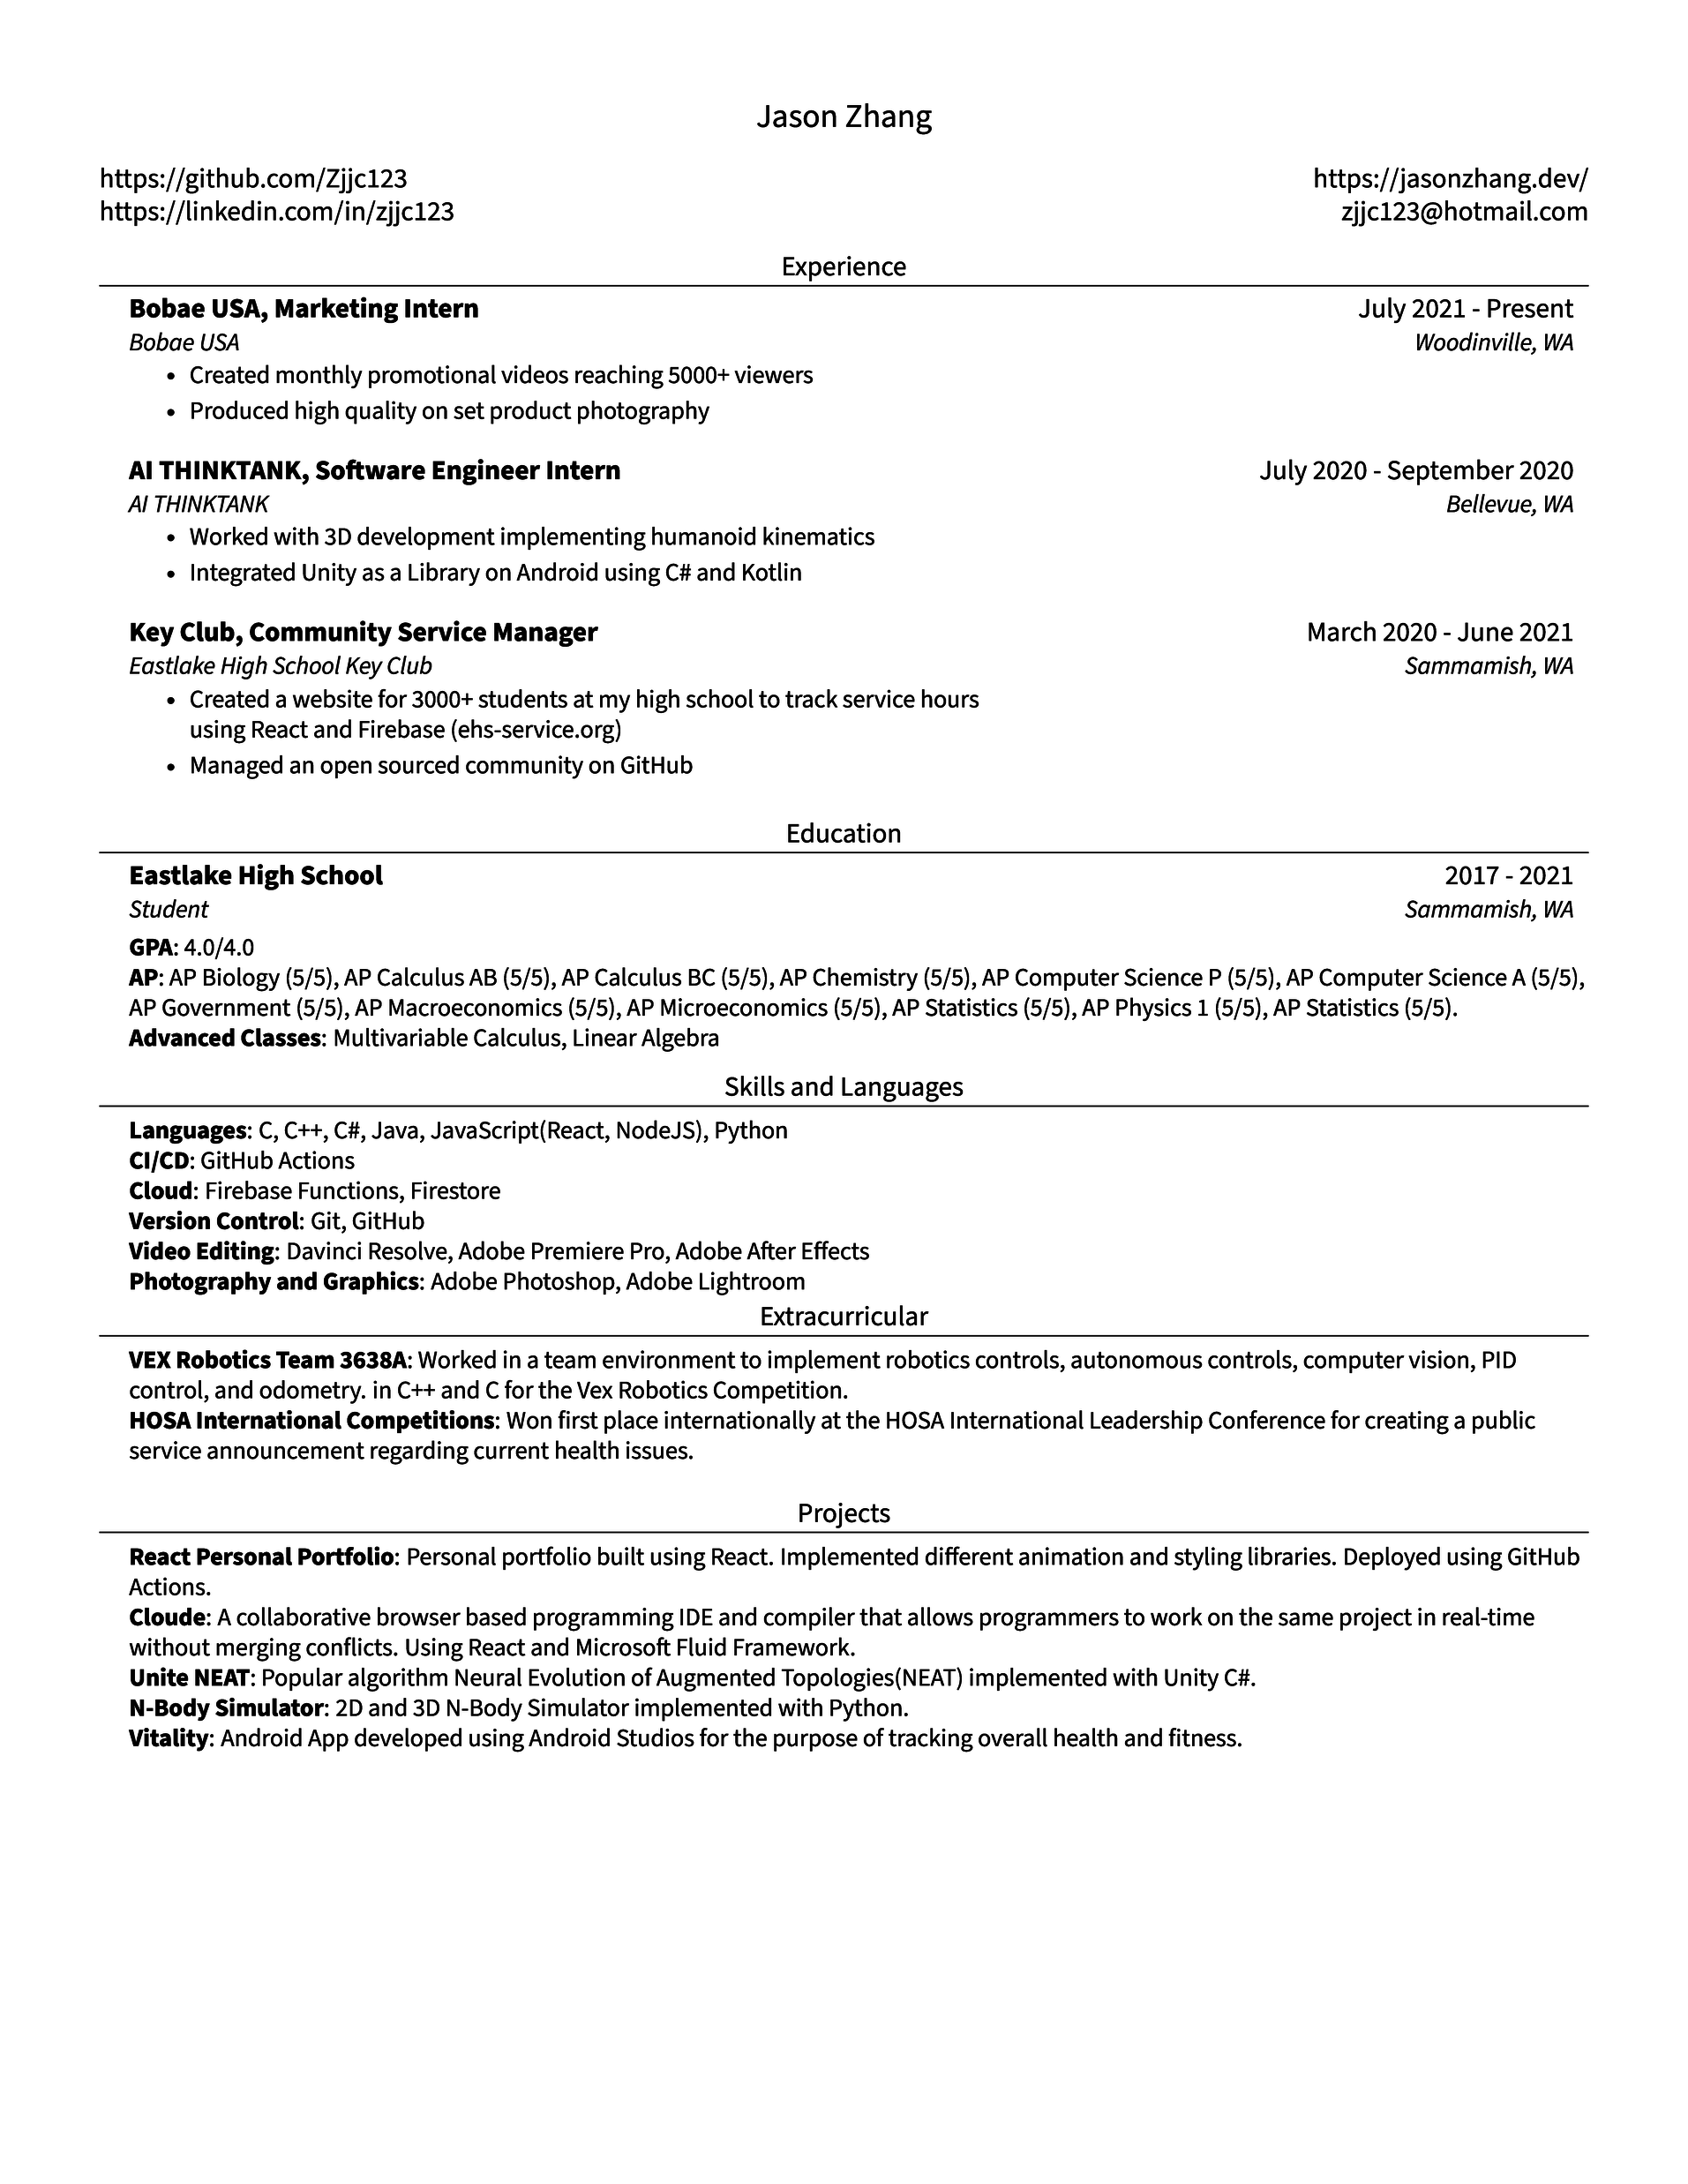 Jason Zhang
https://github.com/Zjjc123 https://jasonzhang.dev/
https://linkedin.com/in/zjjc123 zjjc123@hotmail.com
Experience
Bobae USA, Marketing Intern July 2021 - Present
Bobae USA Woodinville, WA
• Created monthly promotional videos reaching 5000+ viewers
• Produced high quality on set product photography
AI THINKTANK, Software Engineer Intern July 2020 - September 2020
AI THINKTANK Bellevue, WA
• Worked with 3D development implementing humanoid kinematics
• Integrated Unity as a Library on Android using C# and Kotlin
Key Club, Community Service Manager March 2020 - June 2021
Eastlake High School Key Club Sammamish, WA
• Created a website for 3000+ students at my high school to track service hours
using React and Firebase (ehs-service.org)
• Managed an open sourced community on GitHub
Education
Eastlake High School 2017 - 2021
Student Sammamish, WA
GPA: 4.0/4.0
AP: AP Biology (5/5), AP Calculus AB (5/5), AP Calculus BC (5/5), AP Chemistry (5/5), AP Computer Science P (5/5), AP Computer Science A (5/5),
AP Government (5/5), AP Macroeconomics (5/5), AP Microeconomics (5/5), AP Statistics (5/5), AP Physics 1 (5/5), AP Statistics (5/5).
Advanced Classes: Multivariable Calculus, Linear Algebra
Skills and Languages
Languages: C, C++, C#, Java, JavaScript(React, NodeJS), Python
CI/CD: GitHub Actions
Cloud: Firebase Functions, Firestore
Version Control: Git, GitHub
Video Editing: Davinci Resolve, Adobe Premiere Pro, Adobe After Effects
Photography and Graphics: Adobe Photoshop, Adobe Lightroom
Extracurricular
VEX Robotics Team 3638A: Worked in a team environment to implement robotics controls, autonomous controls, computer vision, PID
control, and odometry. in C++ and C for the Vex Robotics Competition.
HOSA International Competitions: Won first place internationally at the HOSA International Leadership Conference for creating a public
service announcement regarding current health issues.
Projects
React Personal Portfolio: Personal portfolio built using React. Implemented different animation and styling libraries. Deployed using GitHub
Actions.
Cloude: A collaborative browser based programming IDE and compiler that allows programmers to work on the same project in real-time
without merging conflicts. Using React and Microsoft Fluid Framework.
Unite NEAT: Popular algorithm Neural Evolution of Augmented Topologies(NEAT) implemented with Unity C#.
N-Body Simulator: 2D and 3D N-Body Simulator implemented with Python.
Vitality: Android App developed using Android Studios for the purpose of tracking overall health and fitness.